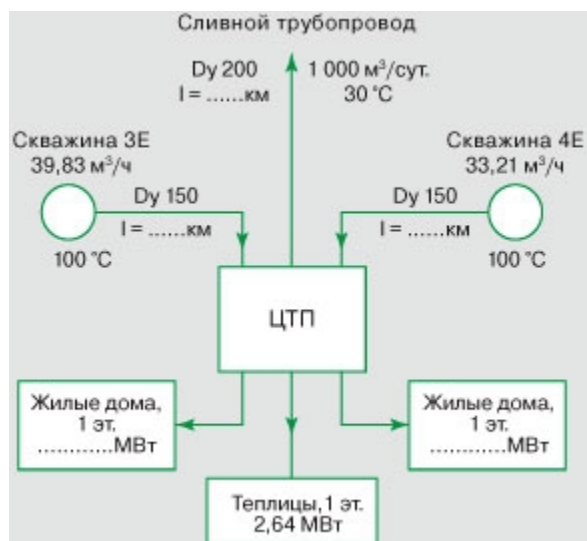 Сливной трубопровод
Dy 200
l = ......км
1 000 м³/сут.
30 °С
Скважина 3Е
39,83 м³/ч
Dy 150
l = ......км
100 °С
Скважина 4Е
33,21 м³/ч
Dy 150
l = ......км
100 °С
ЦТП
Жилые дома,
1 эт.
............МВт
Теплицы,1 эт.
2,64 МВт
Жилые дома,
1 эт.
............МВт